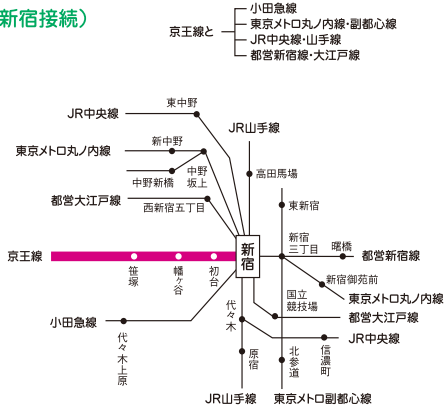 新宿接続）
京王線と
小田急線
東京メトロ丸ノ内線・副都心線
JR中央線・山手線
都営新宿線・大江戸線
東中野
JR中央線
JR山手線
新中野
東京メトロ丸ノ内線
中野坂上
高田馬場
中野新橋
都営大江戸線
西新宿五丁目
東新宿
新宿三丁目
曙橋
京王線
新宿
都営新宿線
笹塚
幡ヶ谷
初台
新宿御苑前
国立競技場
東京メトロ丸ノ内線
小田急線
代々木上原
代々木
都営大江戸線
JR中央線
原宿
北参道
信濃町
JR山手線
東京メトロ副都心線